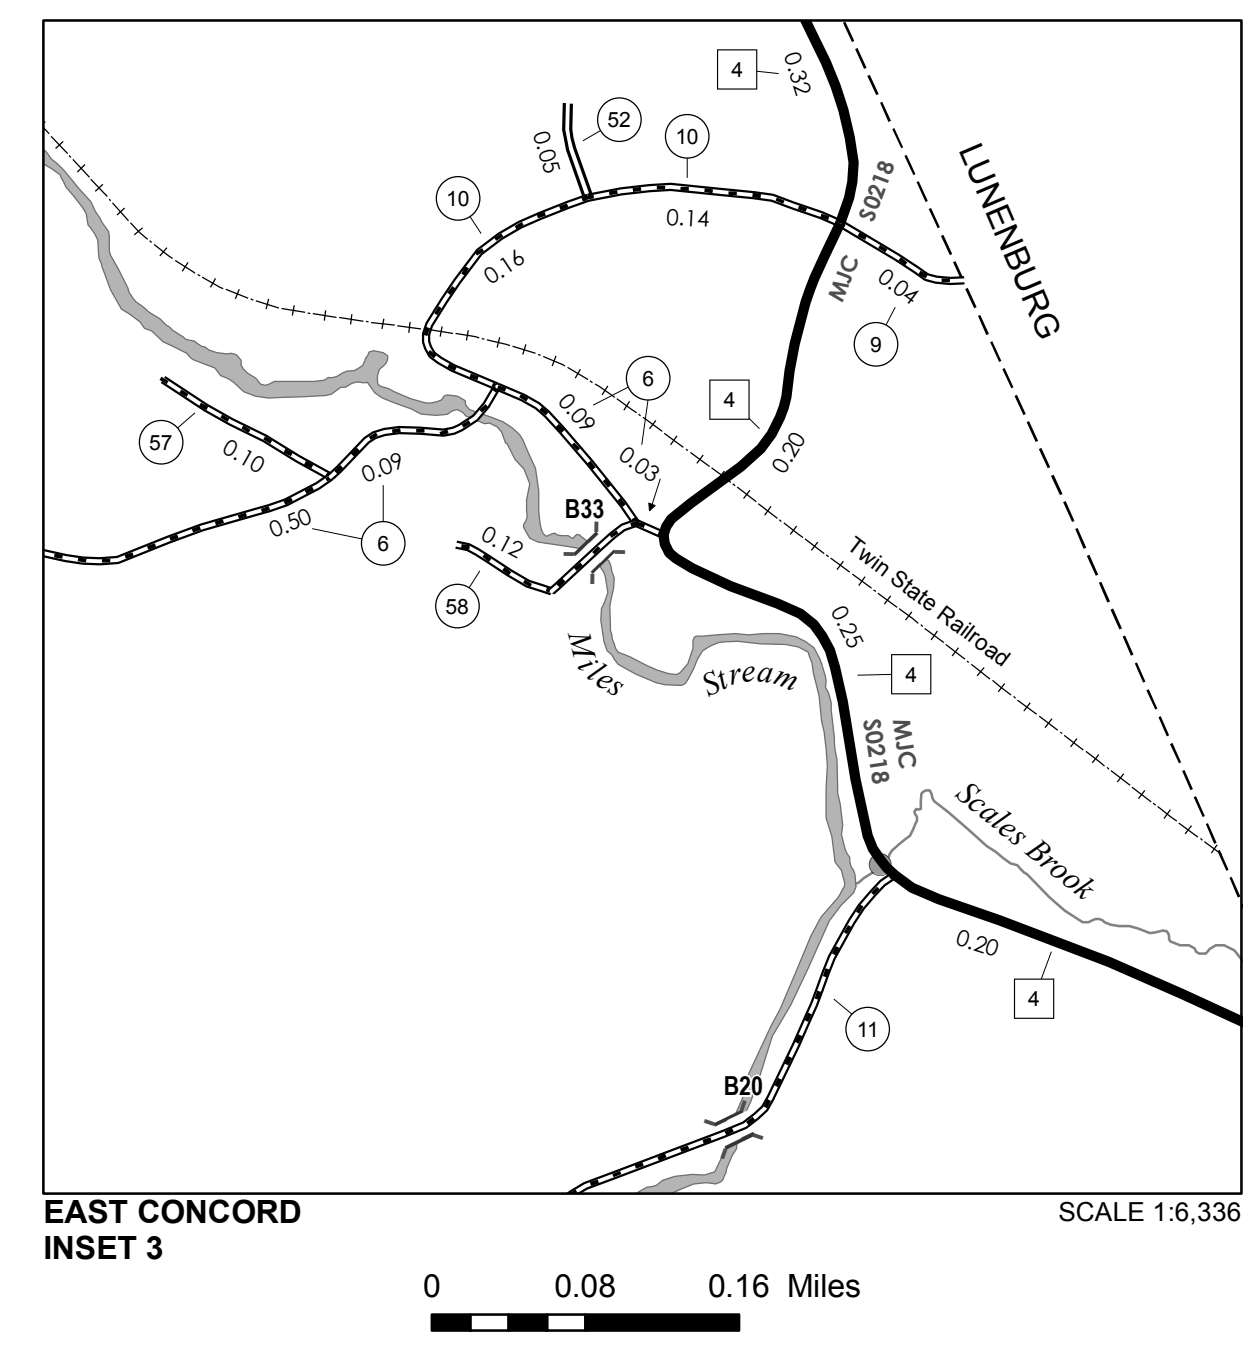 4
0.32
52
10
0.05
S0218
LUNENBURG
10
0.14
0.16
MJC
0.04
9
6
4
0.09
57
0.10
0.20
0.09
0.03
B33
0.50
6
0.12
58
Twin State Railroad
0.25
Miles
Stream
4
MJC
S0218
Scales Brook
0.20
4
11
B20
EAST CONCORD
INSET 3
SCALE 1:6,336
0 0.08 0.16 Miles